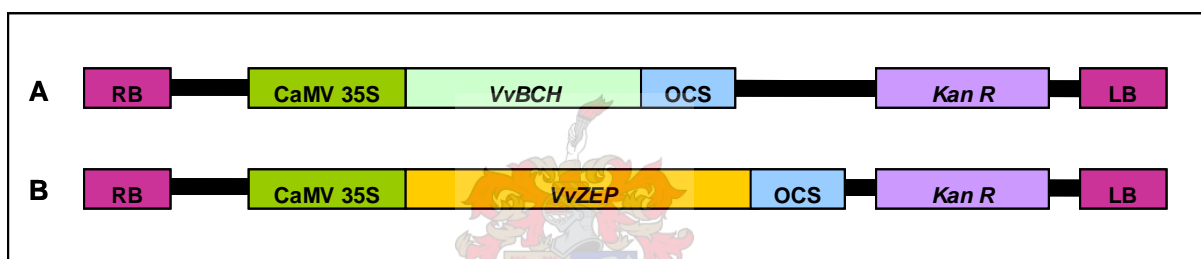 A RB CaMV 35S VvBCH OCS Kan R LB
B RB CaMV 35S VvZEP OCS Kan R LB